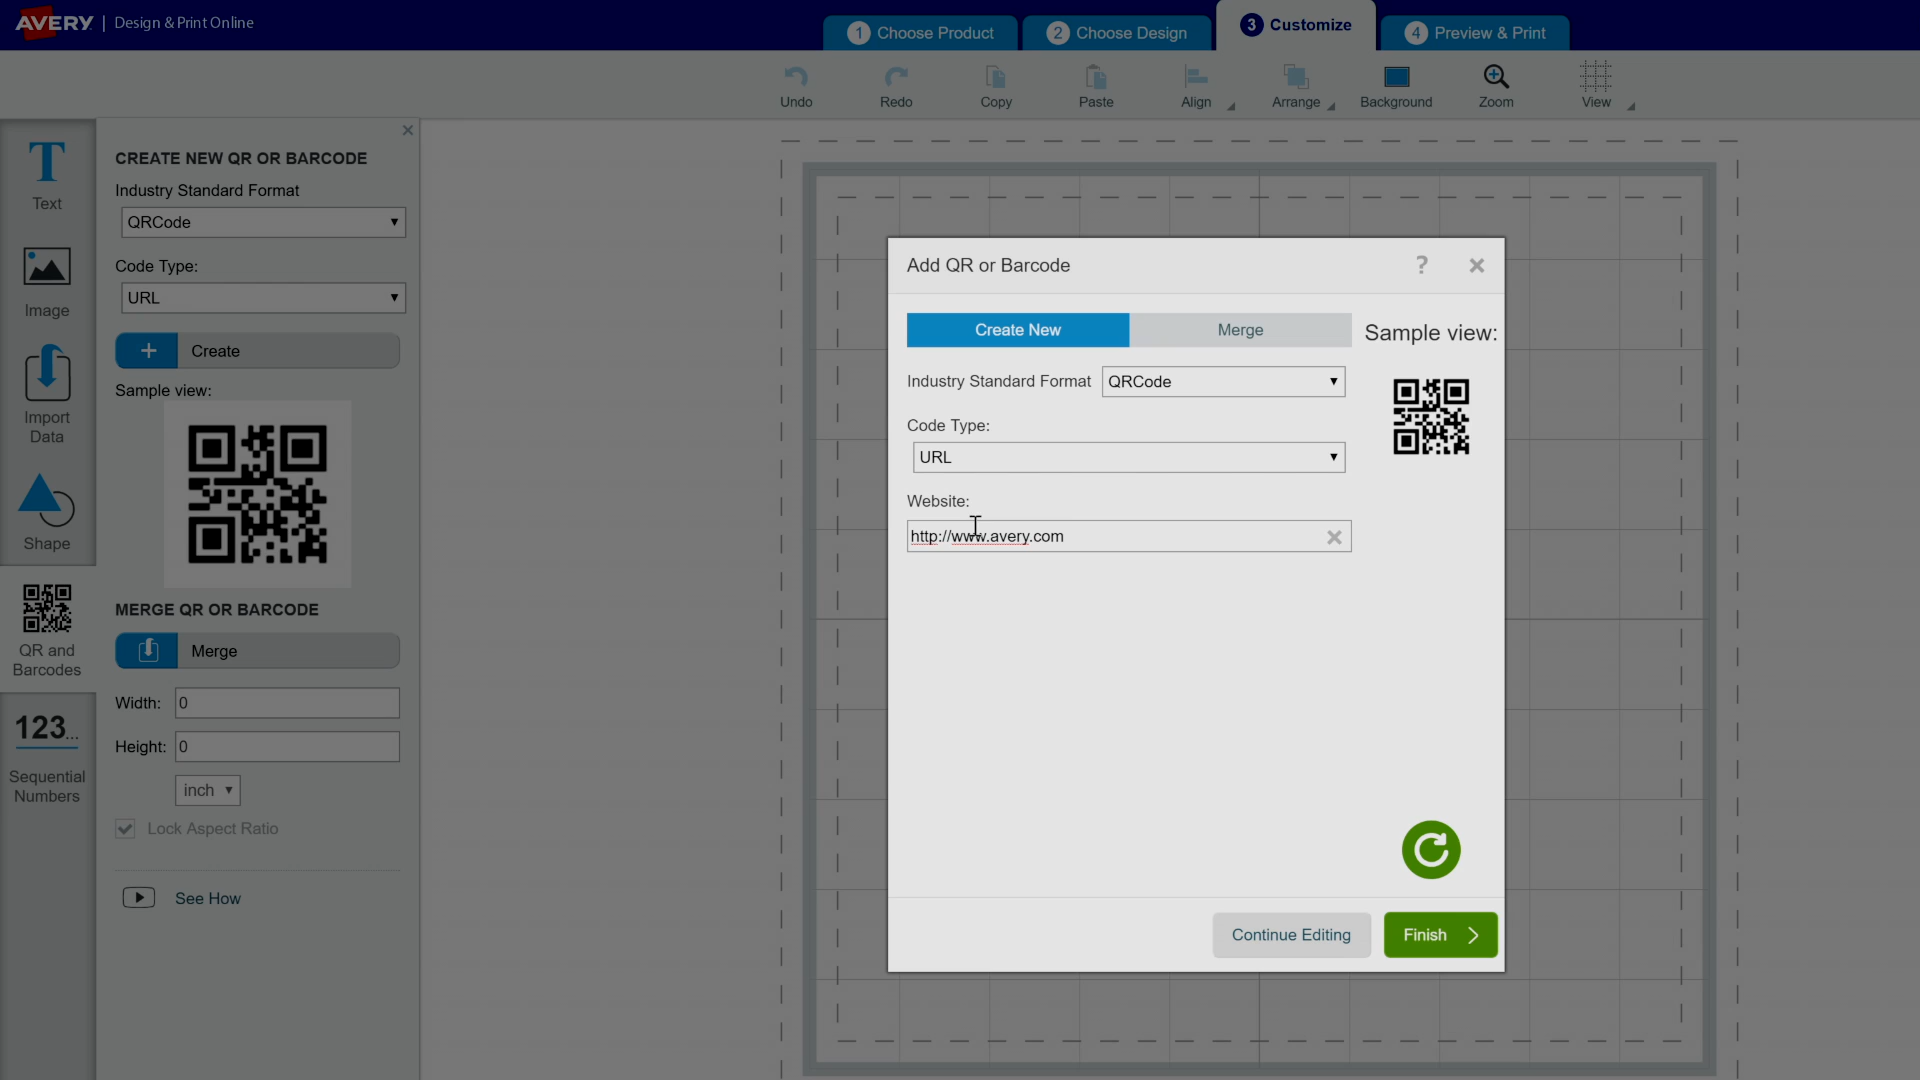 AVERY | Design & Print Online
1 Choose Product
2 Choose Design
3 Customize
4 Preview & Print
Undo
Redo
Copy
Paste
Align
Arrange
Background
Zoom
View
T
Text
Image
Import
Data
Shape
QR and
Barcodes
123...
Sequential
Numbers
CREATE NEW QR OR BARCODE
Industry Standard Format
QRCode
Code Type:
URL
+ Create
Sample view:
MERGE QR OR BARCODE
Merge
Width: 0
Height: 0
inch
Lock Aspect Ratio
See How
Add QR or Barcode
?
Create New
Merge
Sample view:
Industry Standard Format QRCode
Code Type:
URL
Website:
http://www.avery.com
Continue Editing
Finish